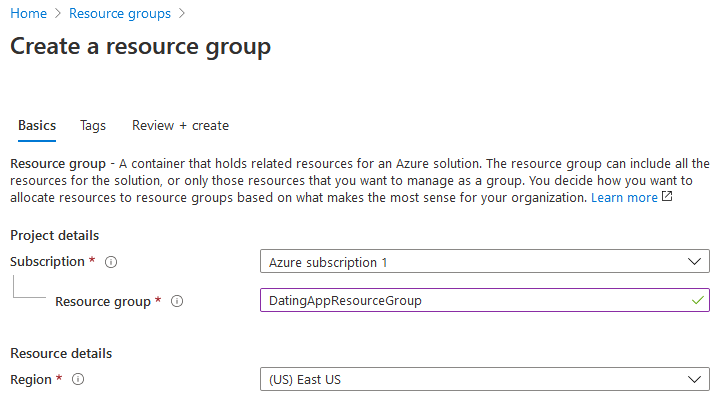 Home > Resource groups >
Create a resource group
Basics Tags Review + create
Resource group - A container that holds related resources for an Azure solution. The resource group can include all the
resources for the solution, or only those resources that you want to manage as a group. You decide how you want to
allocate resources to resource groups based on what makes the most sense for your organization. Learn more
Project details
Subscription * Azure subscription 1
Resource group * DatingAppResourceGroup
Resource details
Region * (US) East US